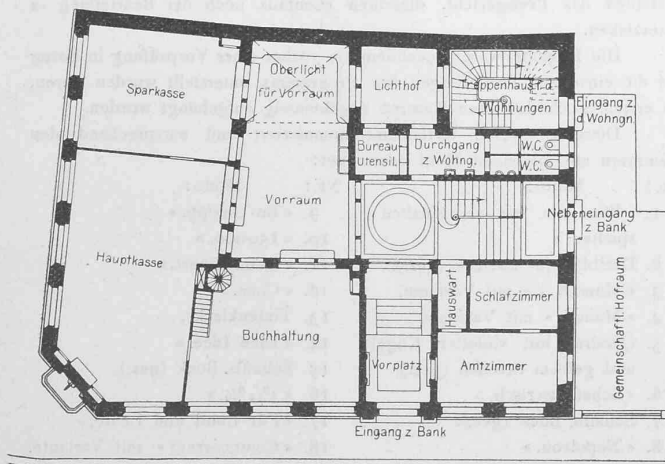 Sparkasse
Oberlicht
für Vorraum
Lichthof
Treppenhaus f. d.
Wohnungen
Eingang z.
d. Wohngn.
Bureau
Utensil.
Durchgang
z Wohng.
W.C.
W.C.
Vorraum
Nebeneingang
z Bank
Hauptkasse
Hauswart
Schlafzimmer
Buchhaltung
Vorplatz
Amtzimmer
Gemeinschaftl. Hofraum
Eingang z Bank